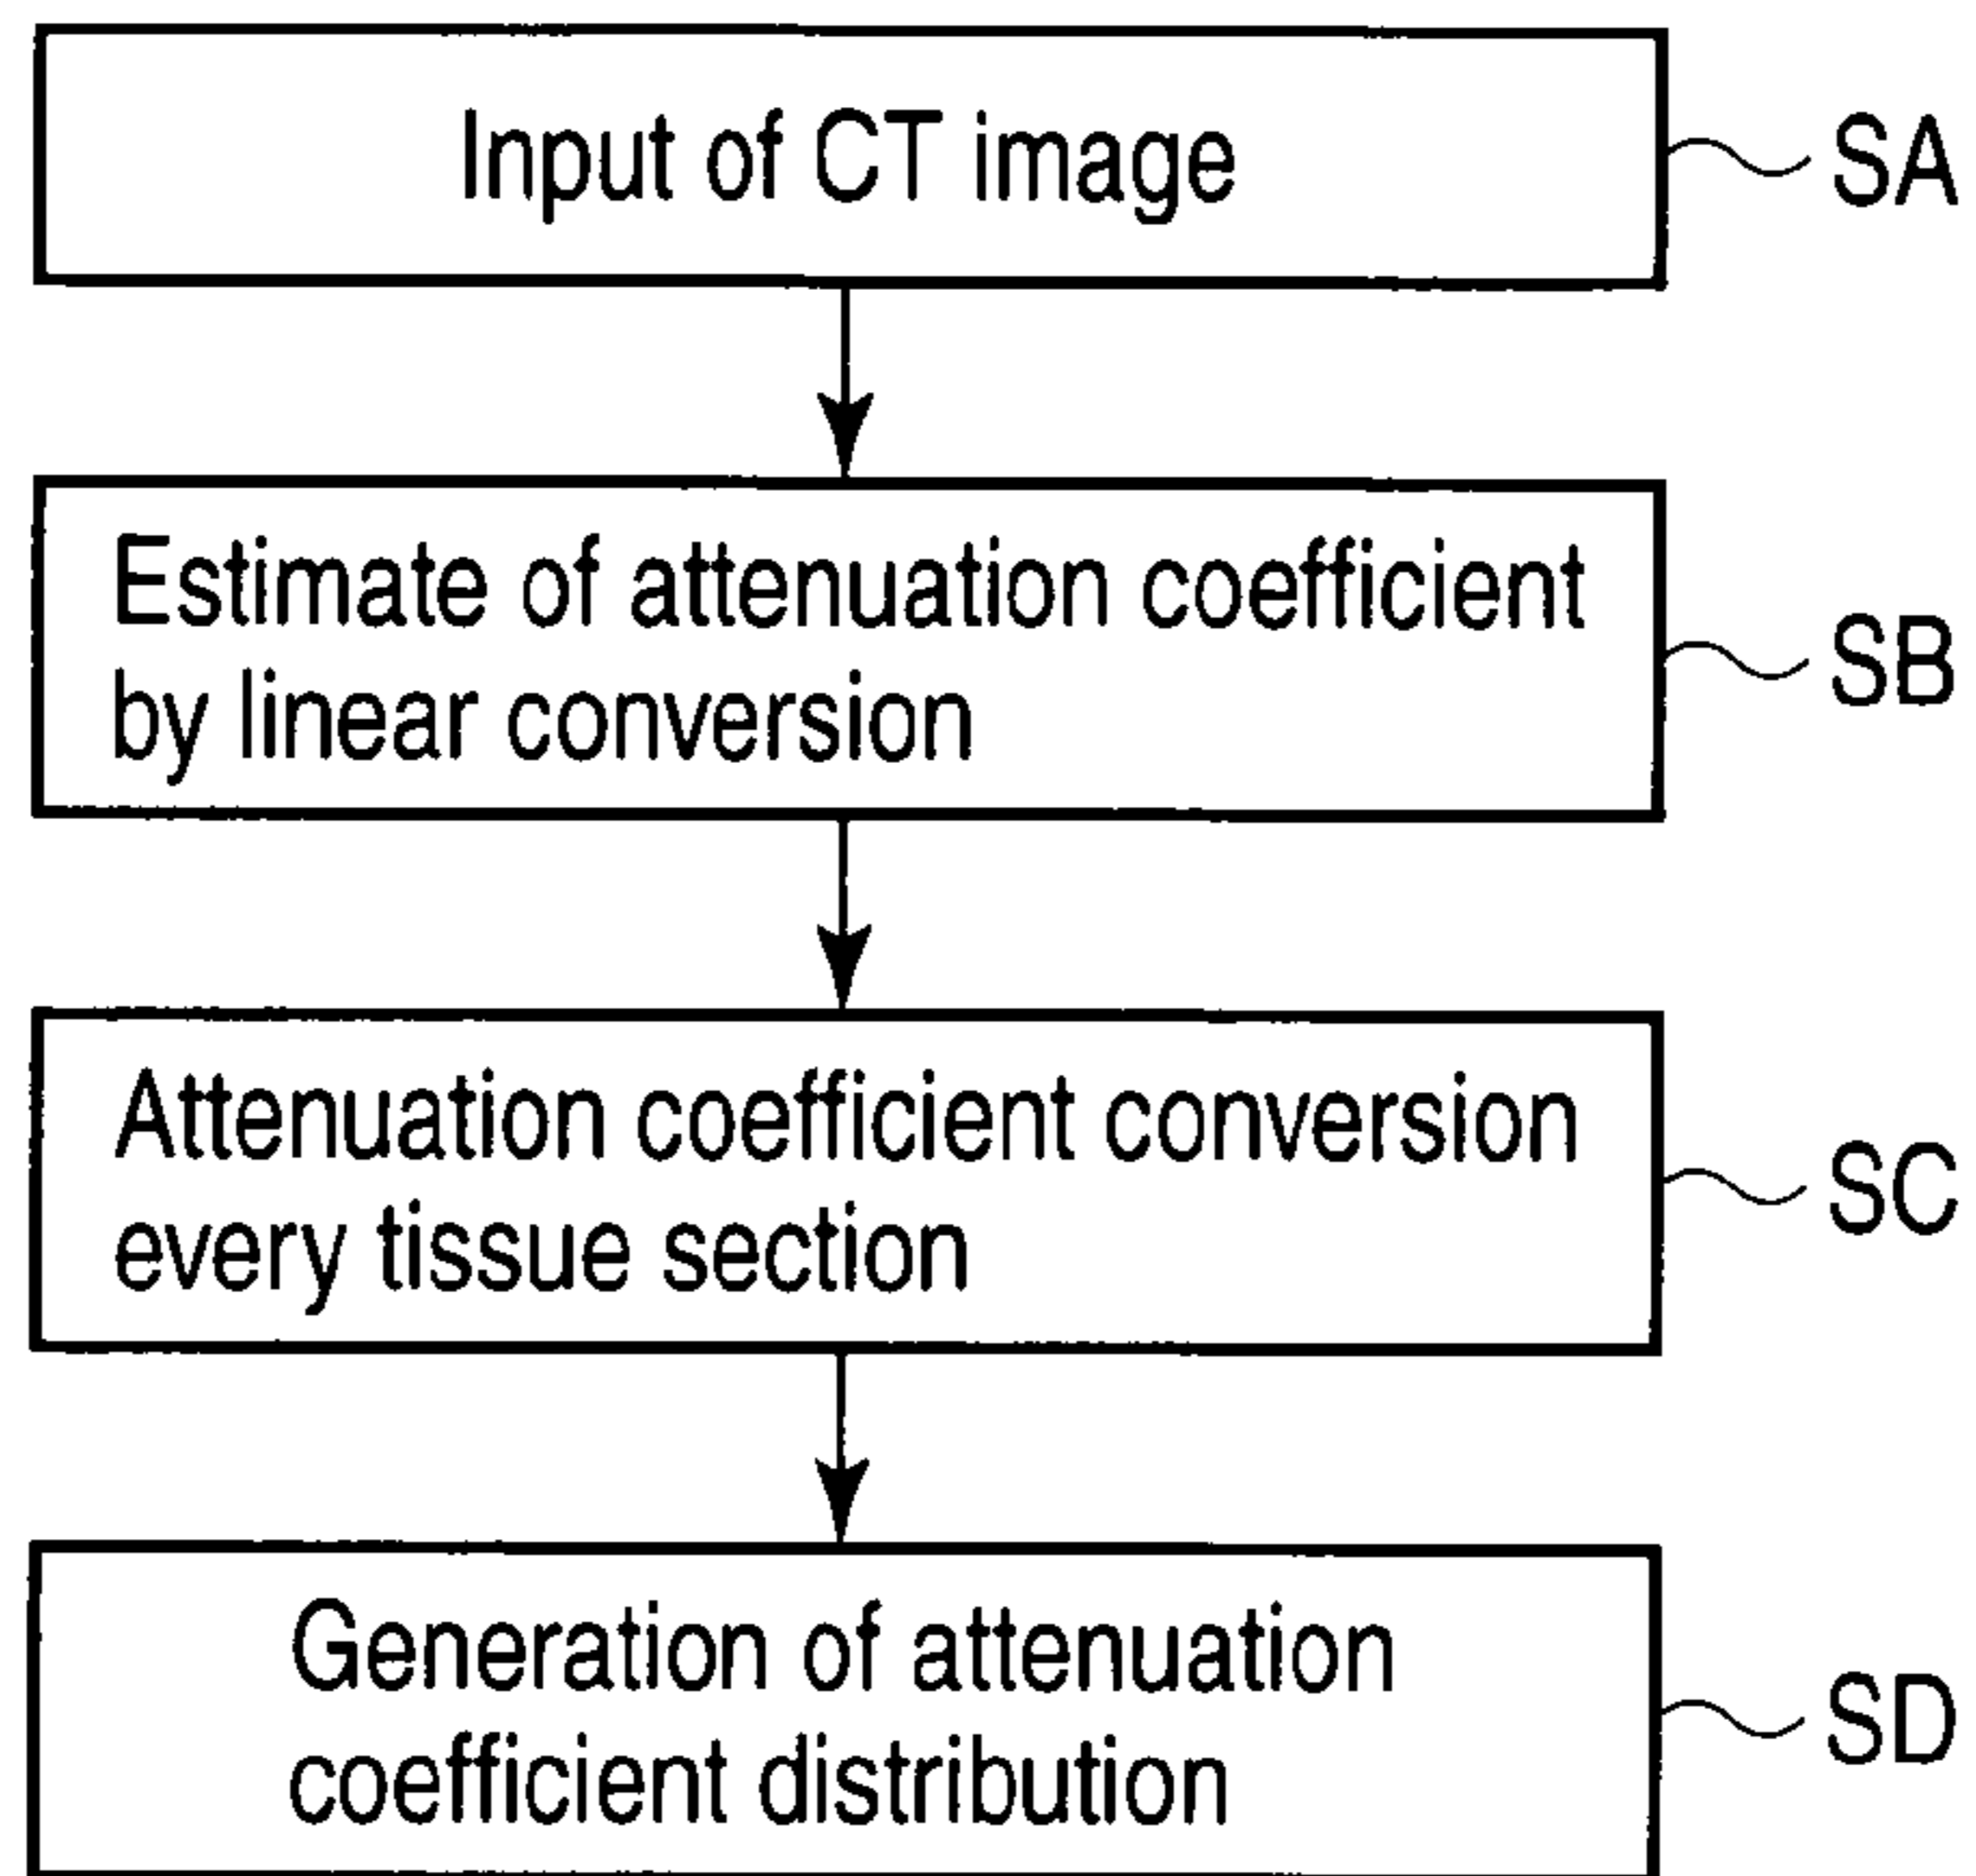 Input of CT image
SA
Estimate of attenuation coefficient
by linear conversion
SB
Attenuation coefficient conversion
every tissue section
SC
Generation of attenuation
coefficient distribution
SD